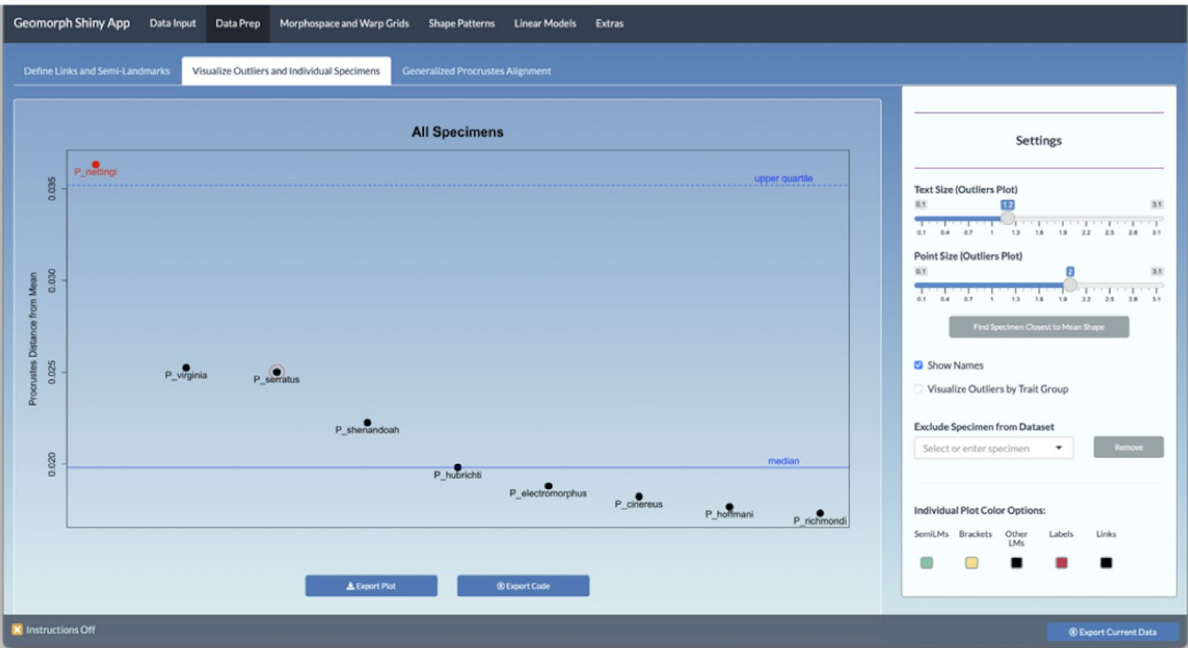 Geomorph Shiny App Data Input Data Prep Morphospace and Warp Grids Shape Patterns Linear Models Extras
Define Links and Semi-Landmarks Visualize Outliers and Individual Specimens Generalized Procrustes Alignment
All Specimens
Procrustes Distance from Mean
0.035
0.030
0.025
0.020
P_nettingi
upper quartile
P_virginia
P_serratus
P_shenandoah
median
P_hubrichti
P_electromorphus
P_cinereus
P_hoffmani
P_richmondi
Export Plot
Export Code
Settings
Text Size (Outliers Plot)
0.1 1.2 3.1
0.1 0.4 0.7 1 1.3 1.6 1.9 2.2 2.5 2.8 3.1
Point Size (Outliers Plot)
0.1 2 3.1
0.1 0.4 0.7 1 1.3 1.6 1.9 2.2 2.5 2.8 3.1
Find Specimen Closest to Mean Shape
Show Names
Visualize Outliers by Trait Group
Exclude Specimen from Dataset
Select or enter specimen
Remove
Individual Plot Color Options:
SemiLMs Brackets Other LMs Labels Links
Instructions Off
Export Current Data